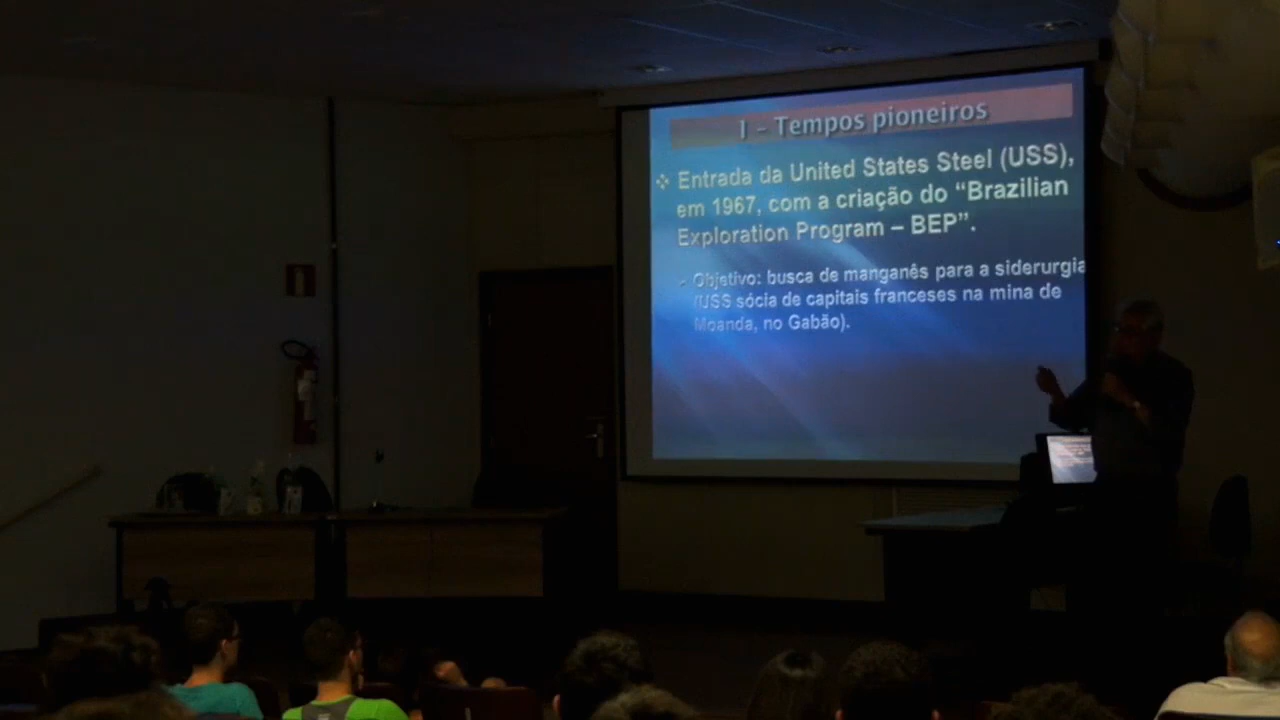 I – Tempos pioneiros
Entrada da United States Steel (USS),
em 1967, com a criação do “Brazilian
Exploration Program – BEP”.
Objetivo: busca de manganês para a siderurgia
(USS sócia de capitais franceses na mina de
Moanda, no Gabão).